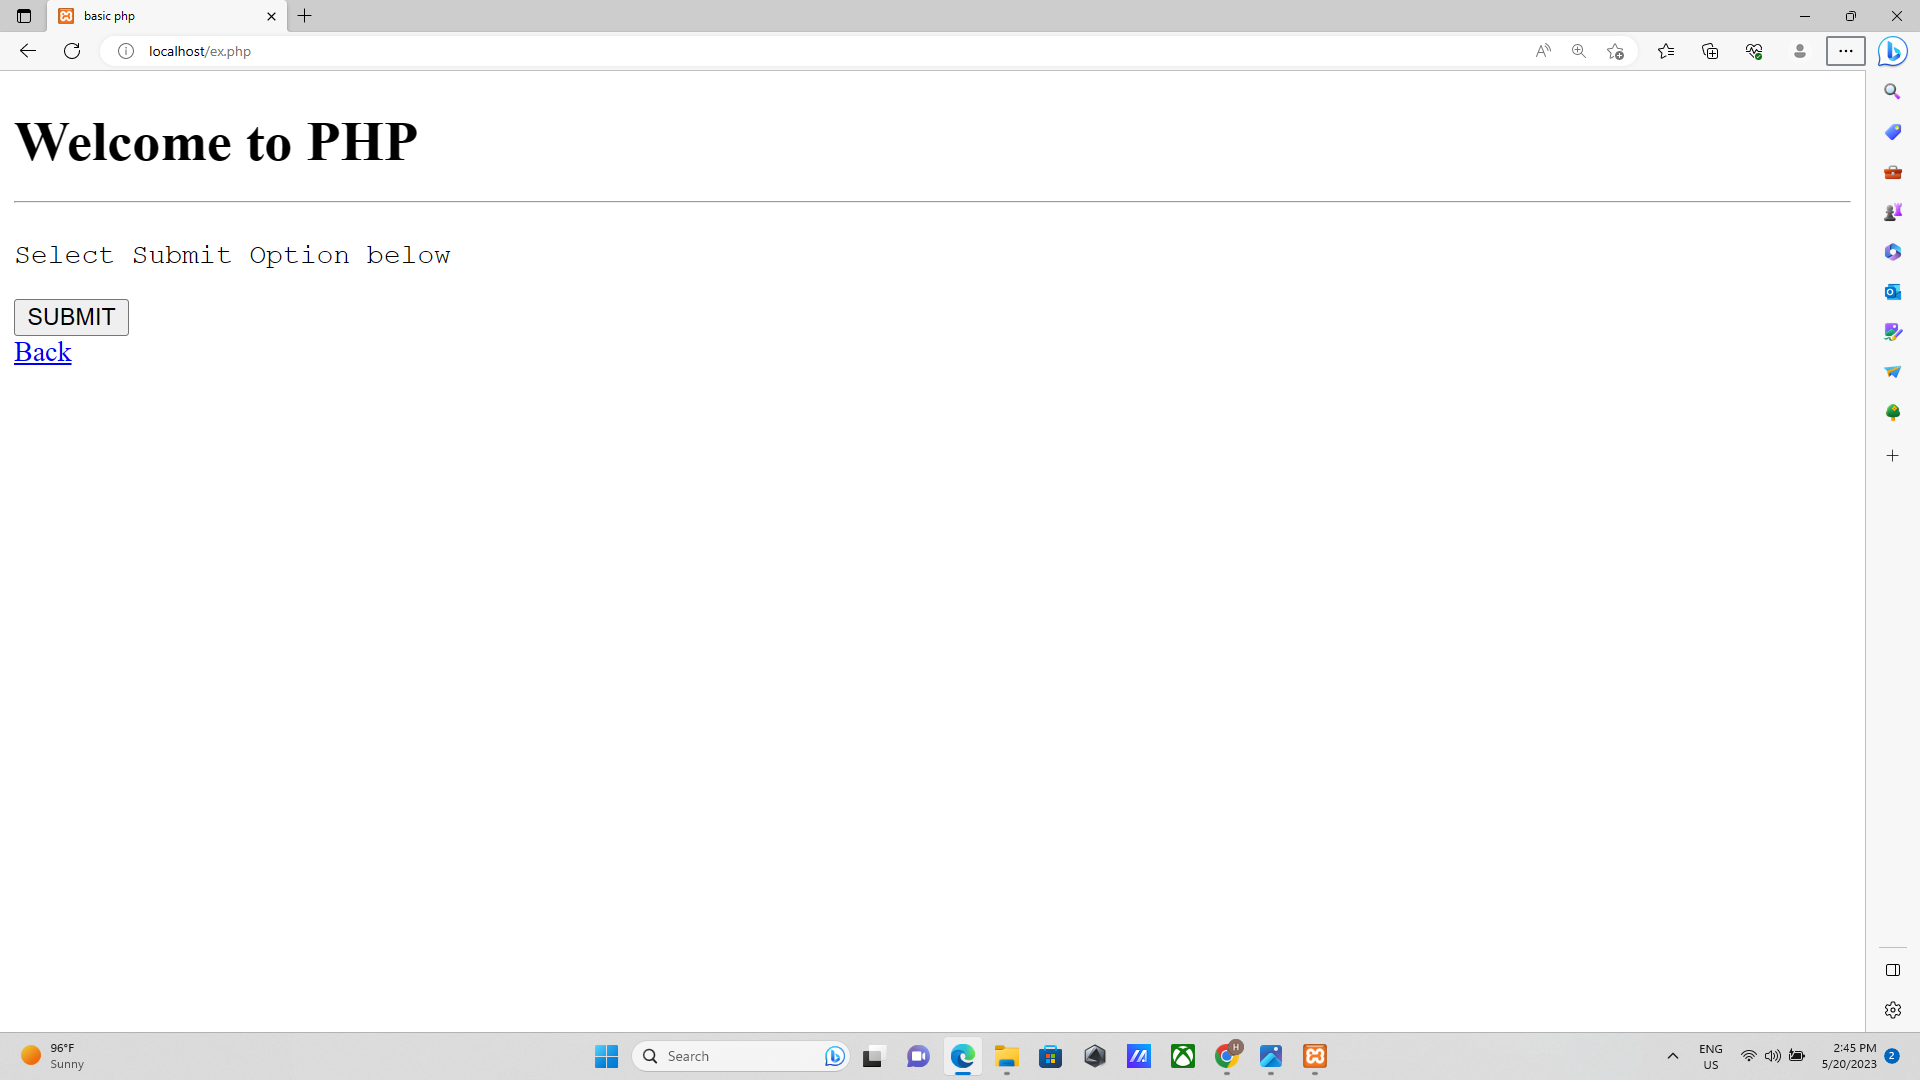 basic php
localhost/ex.php
Welcome to PHP
Select Submit Option below
SUBMIT
Back
96°F
Sunny
Search
H
ENG
US
2:45 PM
5/20/2023
2